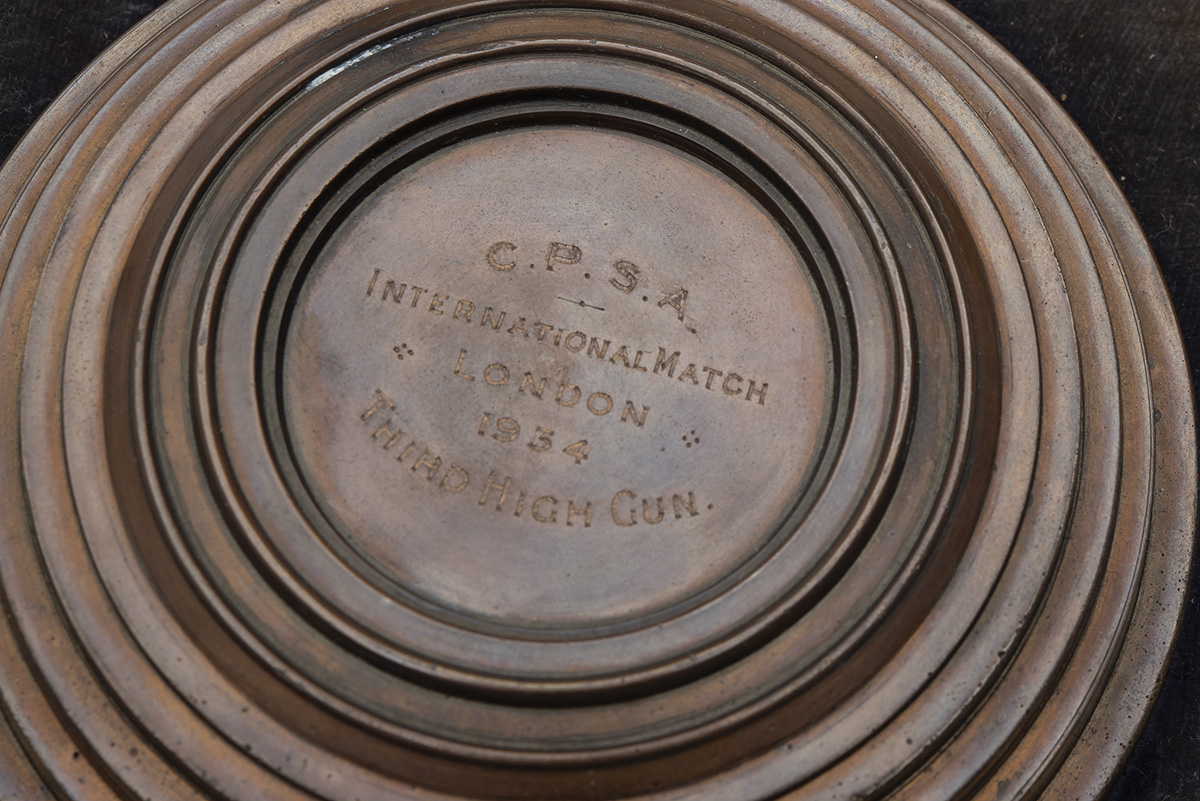 C.P.S.A.
INTERNATIONAL MATCH
LONDON
1934
THIRD HIGH GUN.